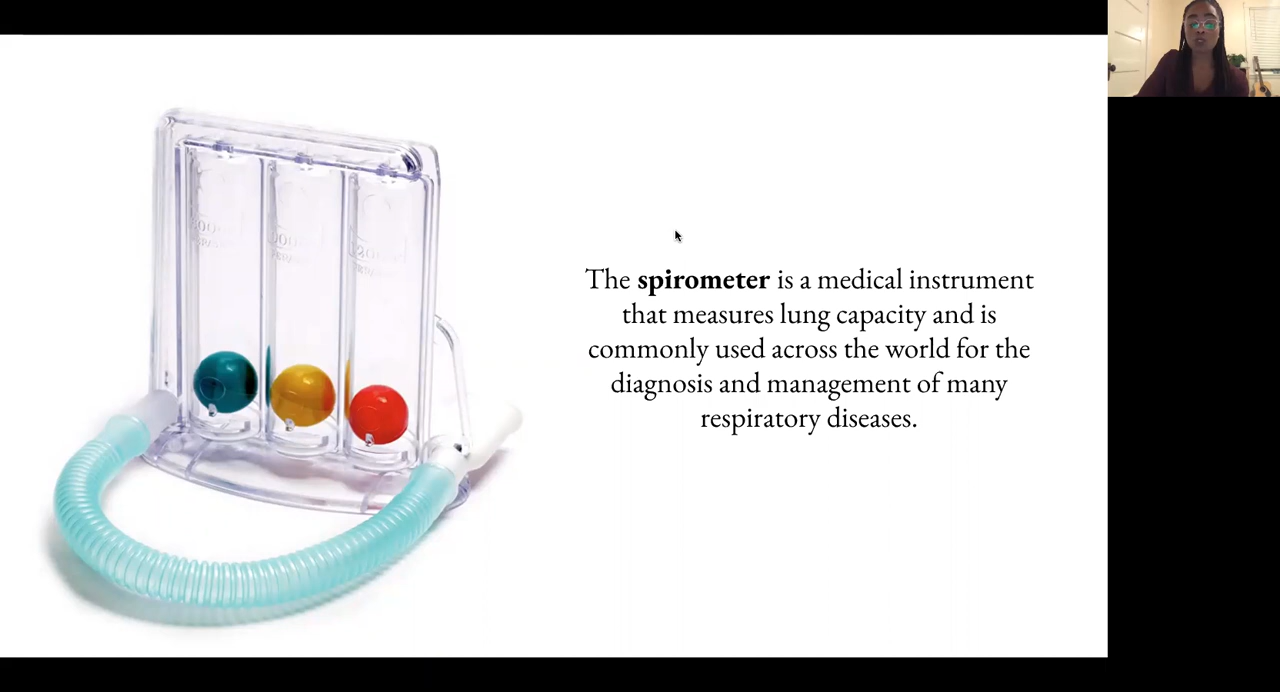 The spirometer is a medical instrument
that measures lung capacity and is
commonly used across the world for the
diagnosis and management of many
respiratory diseases.